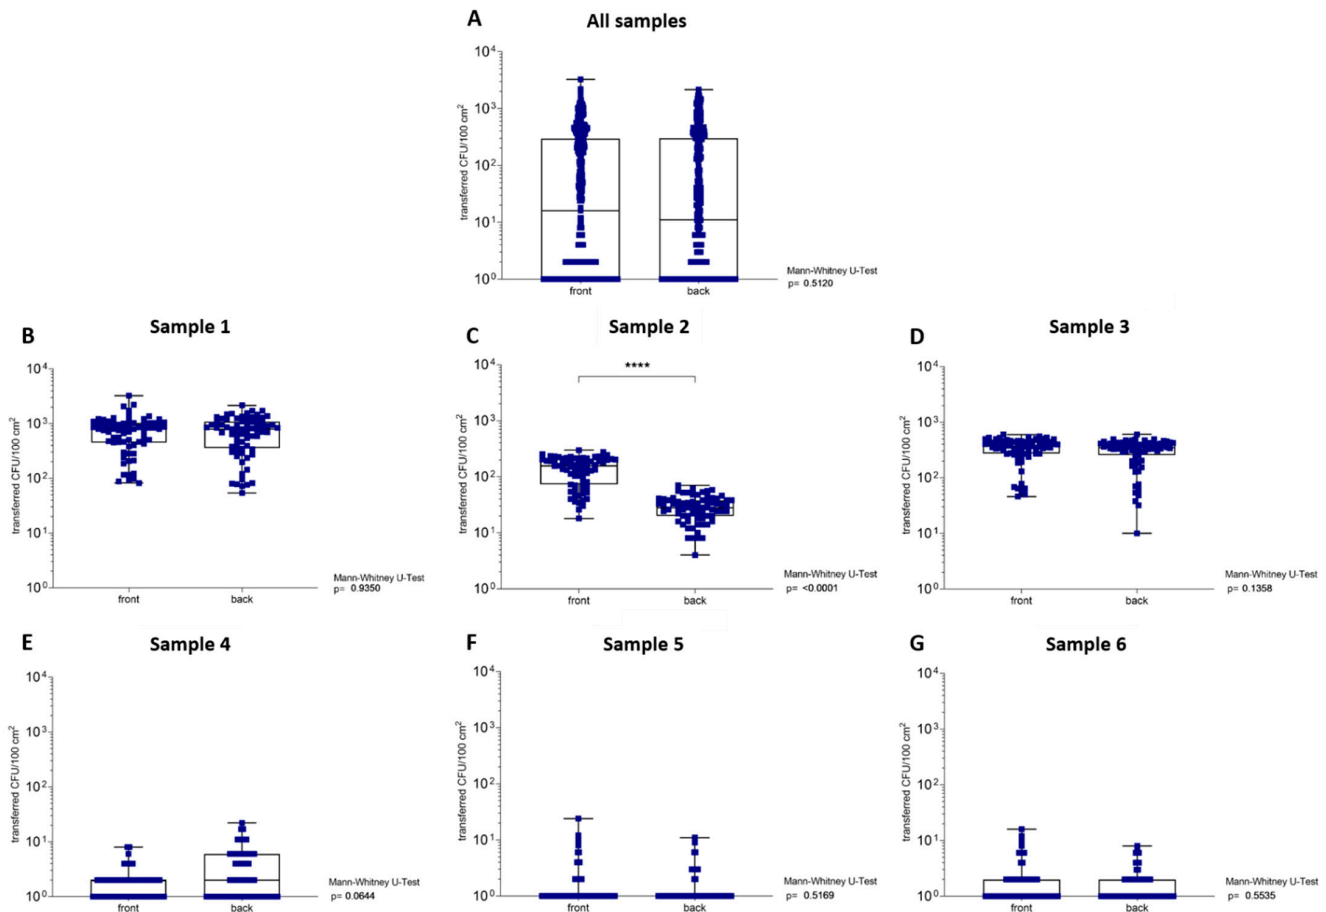 A
All samples
10⁴
10³
10²
10¹
10⁰
transferred CFU/100 cm²
front back
Mann-Whitney U-Test
p= 0.5120
B
Sample 1
10⁴
10³
10²
10¹
10⁰
transferred CFU/100 cm²
front back
Mann-Whitney U-Test
p= 0.9350
C
Sample 2
10⁴
10³
10²
10¹
10⁰
transferred CFU/100 cm²
****
front back
Mann-Whitney U-Test
p= <0.0001
D
Sample 3
10⁴
10³
10²
10¹
10⁰
transferred CFU/100 cm²
front back
Mann-Whitney U-Test
p= 0.1358
E
Sample 4
10⁴
10³
10²
10¹
10⁰
transferred CFU/100 cm²
front back
Mann-Whitney U-Test
p= 0.0644
F
Sample 5
10⁴
10³
10²
10¹
10⁰
transferred CFU/100 cm²
front back
Mann-Whitney U-Test
p= 0.5169
G
Sample 6
10⁴
10³
10²
10¹
10⁰
transferred CFU/100 cm²
front back
Mann-Whitney U-Test
p= 0.5535